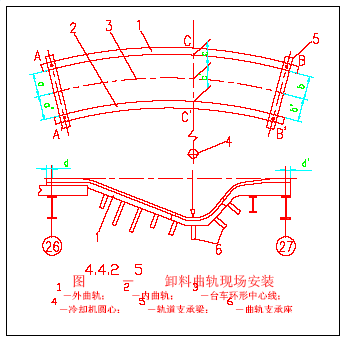 2 3 1 C 5
A B
A' C' B'
4
d d'
1 6
26 27
图 4.4.2-5 卸料曲轨现场安装
1—外曲轨; 2—内曲轨; 3—台车环形中心线;
4—冷却机圆心; 5—轨道支承梁; 6—曲轨支承座